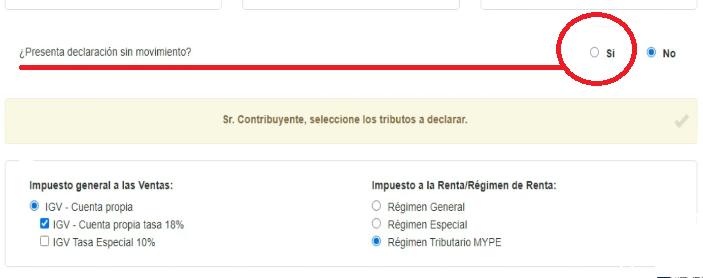 ¿Presenta declaración sin movimiento?
Si No
Sr. Contribuyente, seleccione los tributos a declarar.
Impuesto general a las Ventas: Impuesto a la Renta/Régimen de Renta:
IGV - Cuenta propia Régimen General
IGV - Cuenta propia tasa 18% Régimen Especial
IGV Tasa Especial 10% Régimen Tributario MYPE